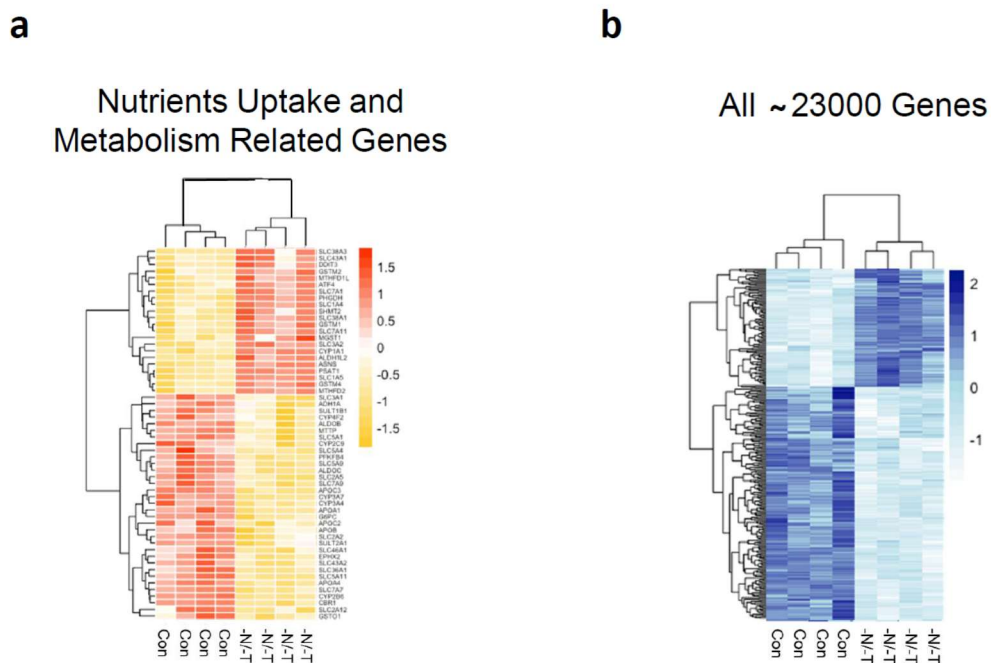 a
b
Nutrients Uptake and
Metabolism Related Genes
All ~23000 Genes
SLC38A3
SLC43A1
DDIT3
GSTM2
MTHFD1L
ATF4
SLC7A1
PHGDH
SLC1A4
SHMT2
SLC38A1
GSTM1
SLC7A11
MGST1
SLC3A2
CYP1A1
ALDH1L2
ASNS
PSAT1
SLC1A5
GSTM4
MTHFD2
SLC3A1
ADH1A
SULT1B1
CYP4F2
ALDOB
MTTP
SLC5A1
CYP2C9
SLC5A4
PFKFB4
SLC5A9
ALDOC
SLC2A5
SLC7A9
APOC3
CYP3A7
CYP3A4
APOA1
G6PC
APOC2
APOB
SLC2A2
SULT2A1
SLC46A1
EPHX2
SLC43A2
SLC36A1
SLC5A11
APOA4
SLC7A7
CYP2B6
CBR1
SLC2A12
GSTO1
1.5
1
0.5
0
-0.5
-1
-1.5
2
1
0
-1
Con
Con
Con
Con
-N/-T
-N/-T
-N/-T
-N/-T
Con
Con
Con
Con
-N/-T
-N/-T
-N/-T
-N/-T